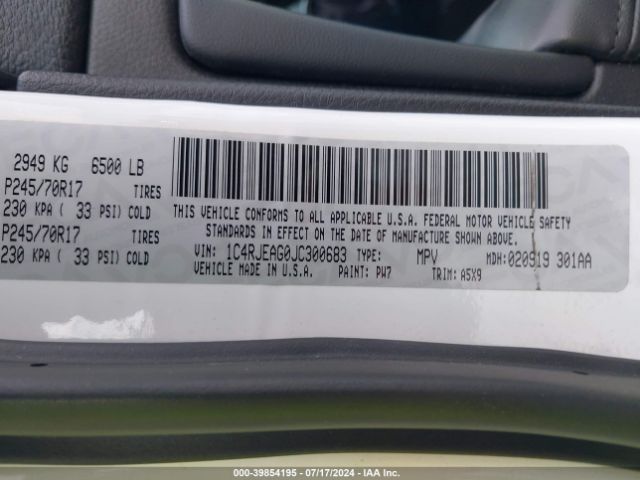 2949 KG 6500 LB
P245/70R17 TIRES
230 KPA ( 33 PSI) COLD
P245/70R17 TIRES
230 KPA ( 33 PSI) COLD
THIS VEHICLE CONFORMS TO ALL APPLICABLE U.S.A. FEDERAL MOTOR VEHICLE SAFETY
STANDARDS IN EFFECT ON THE DATE OF MANUFACTURE SHOWN ABOVE.
VIN: 1C4RJEAG0JC300683 TYPE: MPV MDH: 020919 301AA
VEHICLE MADE IN U.S.A. PAINT: PW7 TRIM: A5X9
000-39854195 - 07/17/2024 - IAA Inc.